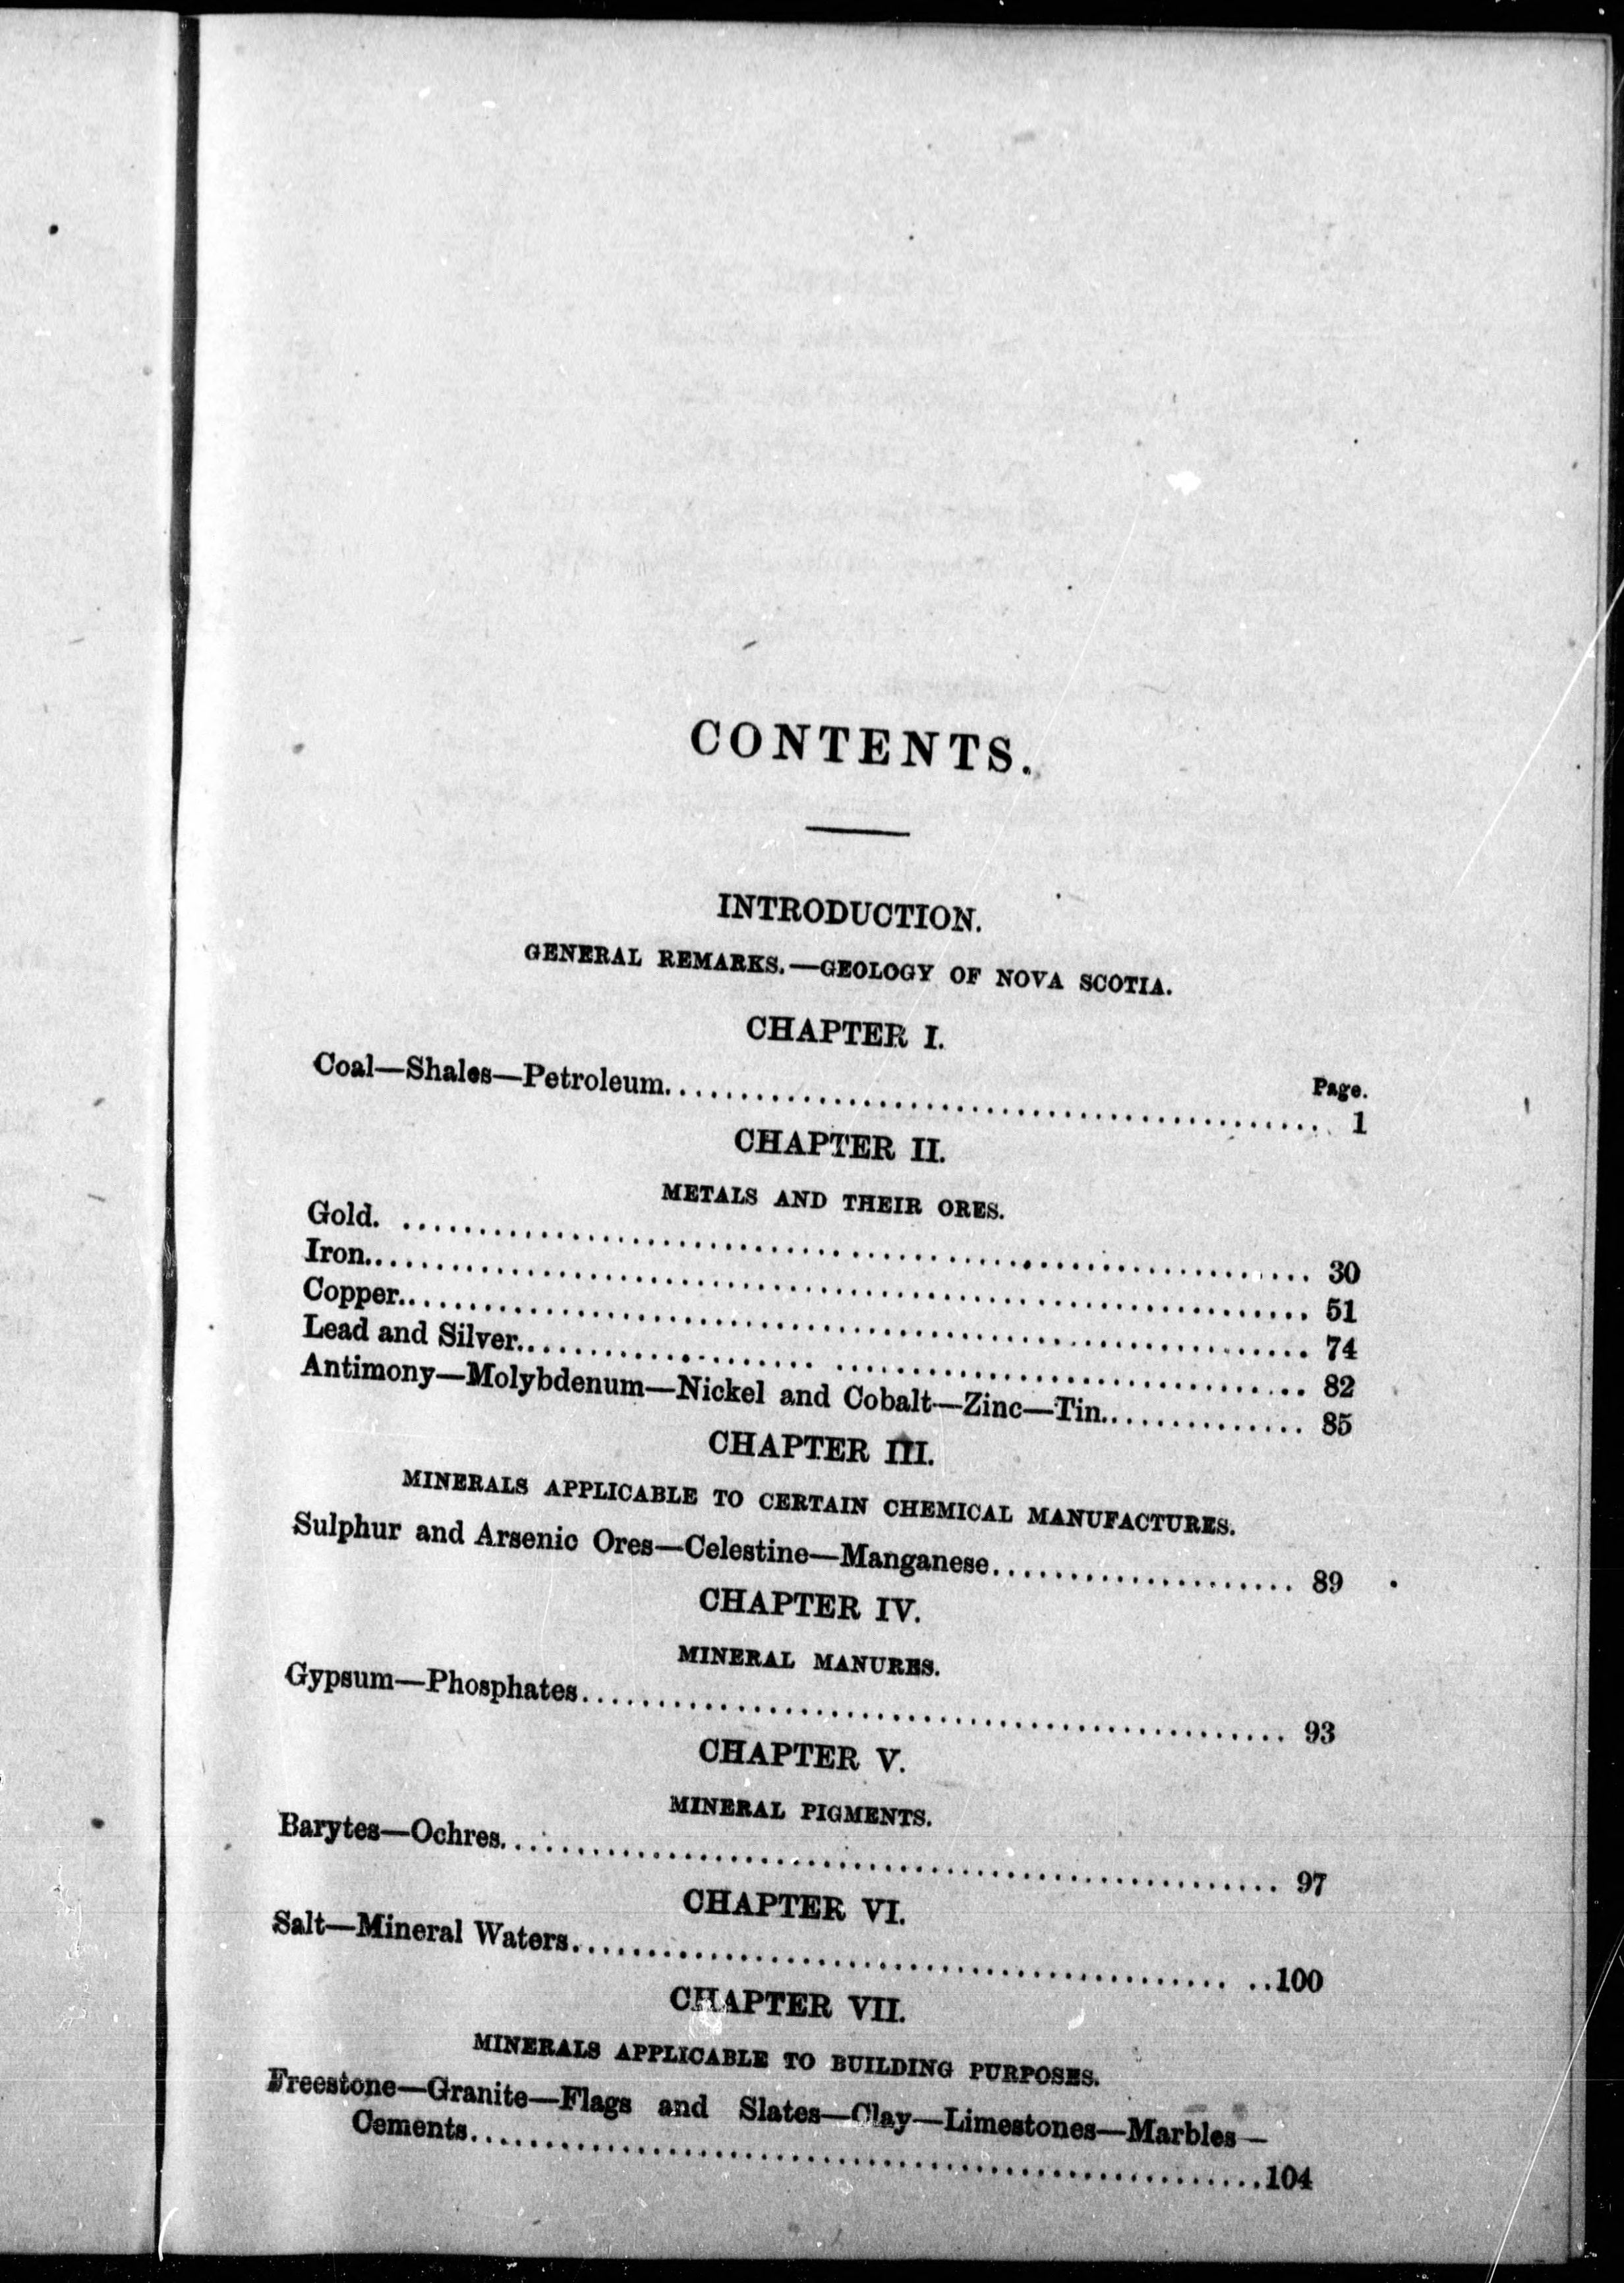 CONTENTS.
INTRODUCTION.
GENERAL REMARKS.—GEOLOGY OF NOVA SCOTIA.
CHAPTER I.
Page.
Coal—Shales—Petroleum........................................... 1
CHAPTER II.
METALS AND THEIR ORES.
Gold. ........................................................... 30
Iron.............................................................. 51
Copper............................................................ 74
Lead and Silver.................... ............................... 82
Antimony—Molybdenum—Nickel and Cobalt—Zinc—Tin.............. 85
CHAPTER III.
MINERALS APPLICABLE TO CERTAIN CHEMICAL MANUFACTURES.
Sulphur and Arsenic Ores—Celestine—Manganese.................... 89
CHAPTER IV.
MINERAL MANURES.
Gypsum—Phosphates.............................................. 93
CHAPTER V.
MINERAL PIGMENTS.
Barytes—Ochres................................................... 97
CHAPTER VI.
Salt—Mineral Waters........................................... ..100
CHAPTER VII.
MINERALS APPLICABLE TO BUILDING PURPOSES.
Freestone—Granite—Flags and Slates—Clay—Limestones—Marbles—
Cements....................................................104